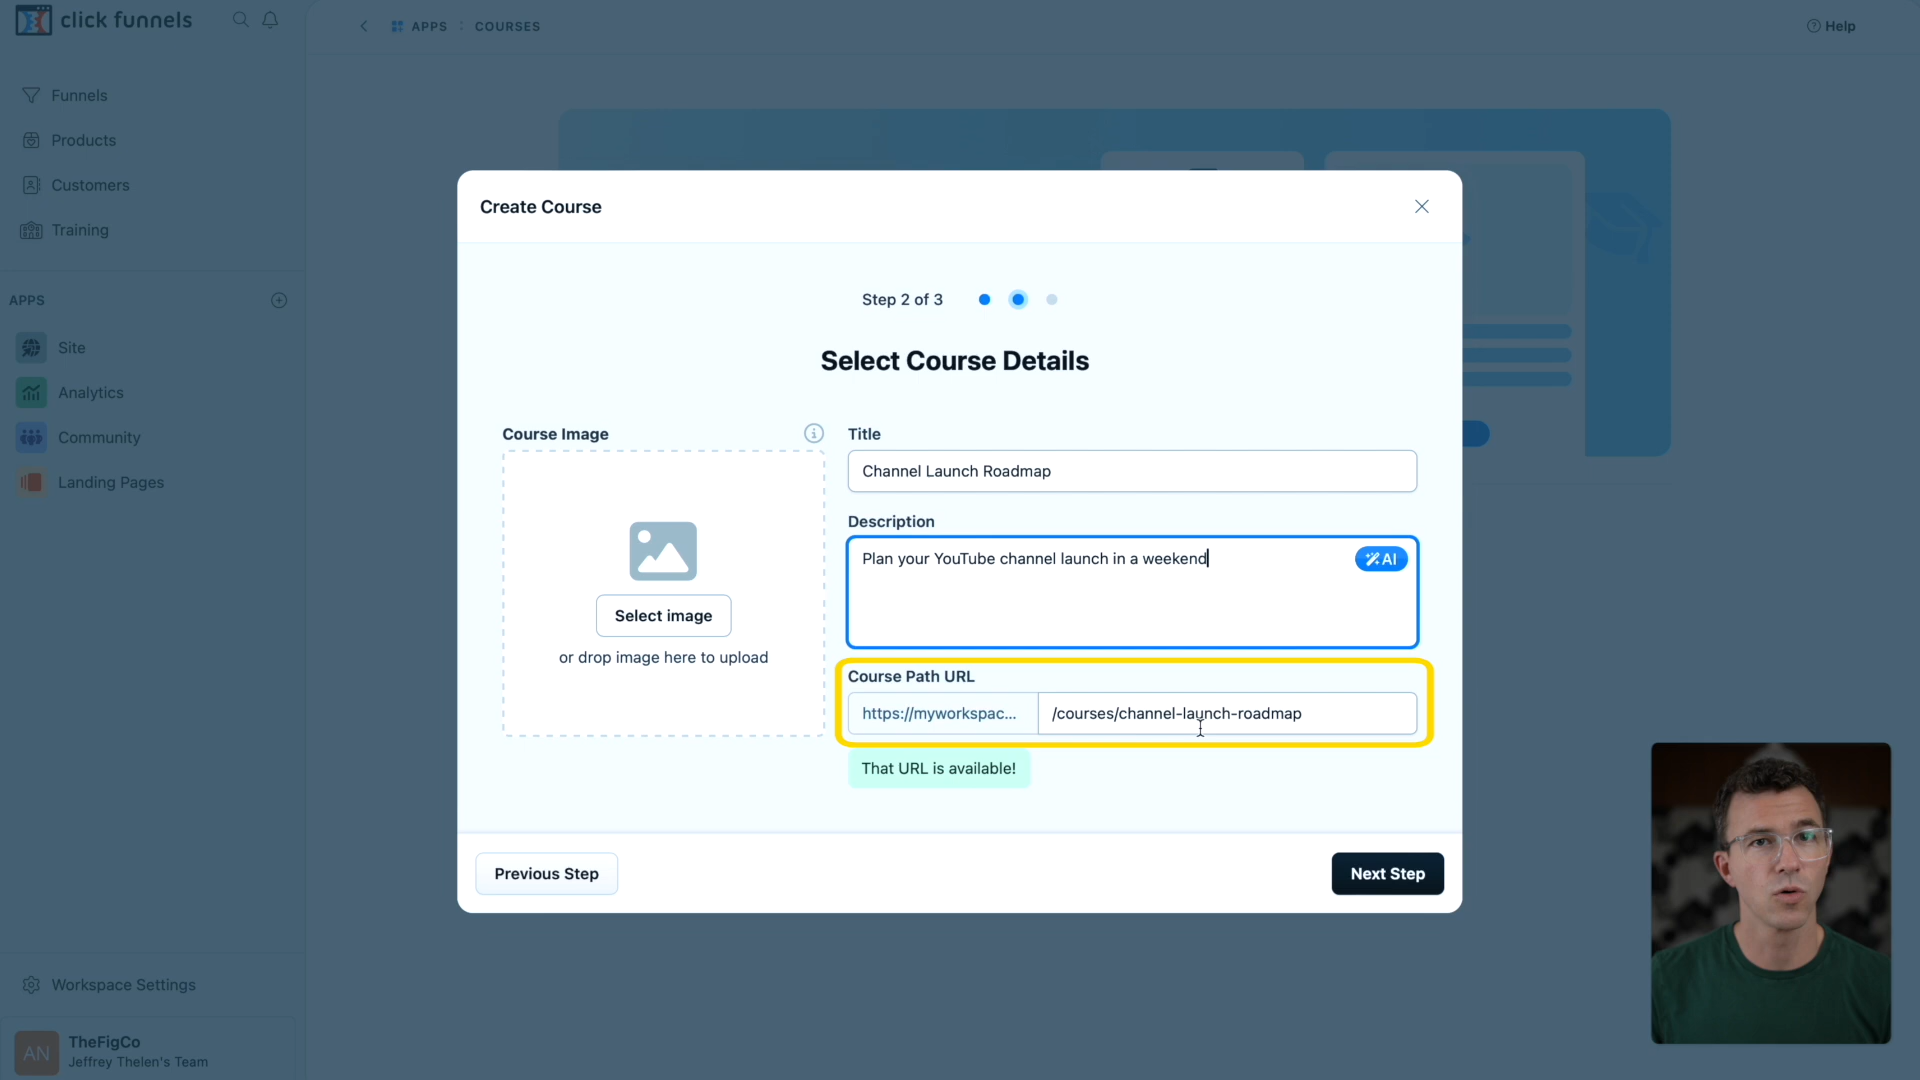 click funnels
APPS
COURSES
Help
Funnels
Products
Customers
Training
APPS
Site
Analytics
Community
Landing Pages
Workspace Settings
AN
TheFigCo
Jeffrey Thelen's Team
Create Course
Step 2 of 3
Select Course Details
Course Image
Select image
or drop image here to upload
Title
Channel Launch Roadmap
Description
Plan your YouTube channel launch in a weekend
AI
Course Path URL
https://myworkspac...
/courses/channel-launch-roadmap
That URL is available!
Previous Step
Next Step